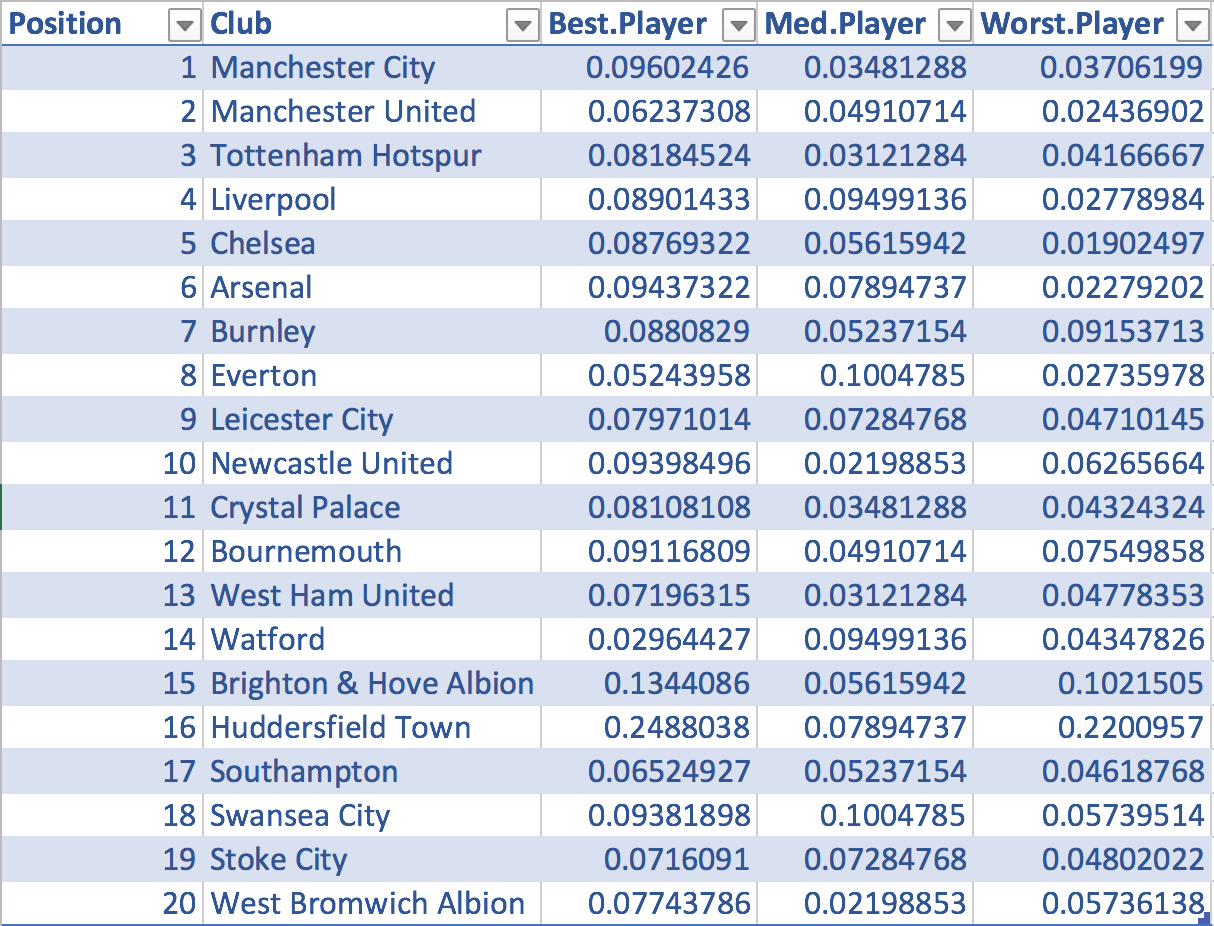 Position Club Best.Player Med.Player Worst.Player
1 Manchester City 0.09602426 0.03481288 0.03706199
2 Manchester United 0.06237308 0.04910714 0.02436902
3 Tottenham Hotspur 0.08184524 0.03121284 0.04166667
4 Liverpool 0.08901433 0.09499136 0.02778984
5 Chelsea 0.08769322 0.05615942 0.01902497
6 Arsenal 0.09437322 0.07894737 0.02279202
7 Burnley 0.0880829 0.05237154 0.09153713
8 Everton 0.05243958 0.1004785 0.02735978
9 Leicester City 0.07971014 0.07284768 0.04710145
10 Newcastle United 0.09398496 0.02198853 0.06265664
11 Crystal Palace 0.08108108 0.03481288 0.04324324
12 Bournemouth 0.09116809 0.04910714 0.07549858
13 West Ham United 0.07196315 0.03121284 0.04778353
14 Watford 0.02964427 0.09499136 0.04347826
15 Brighton & Hove Albion 0.1344086 0.05615942 0.1021505
16 Huddersfield Town 0.2488038 0.07894737 0.2200957
17 Southampton 0.06524927 0.05237154 0.04618768
18 Swansea City 0.09381898 0.1004785 0.05739514
19 Stoke City 0.0716091 0.07284768 0.04802022
20 West Bromwich Albion 0.07743786 0.02198853 0.05736138